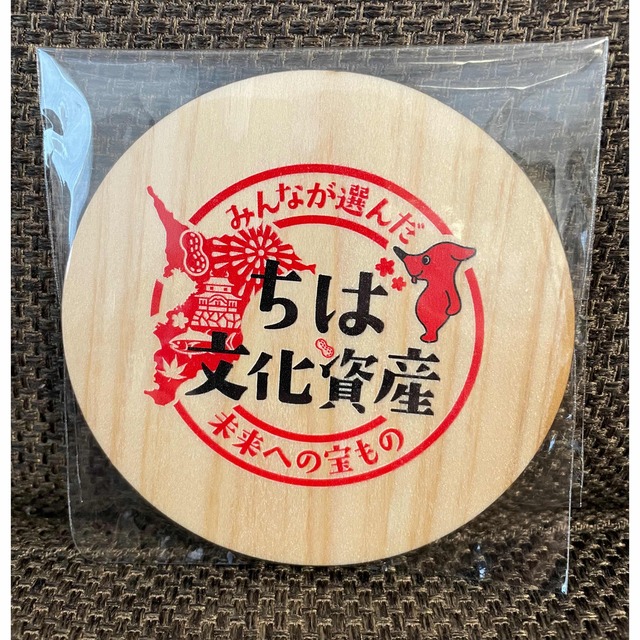 みんなが選んだ
ちば
文化資産
未来への宝もの